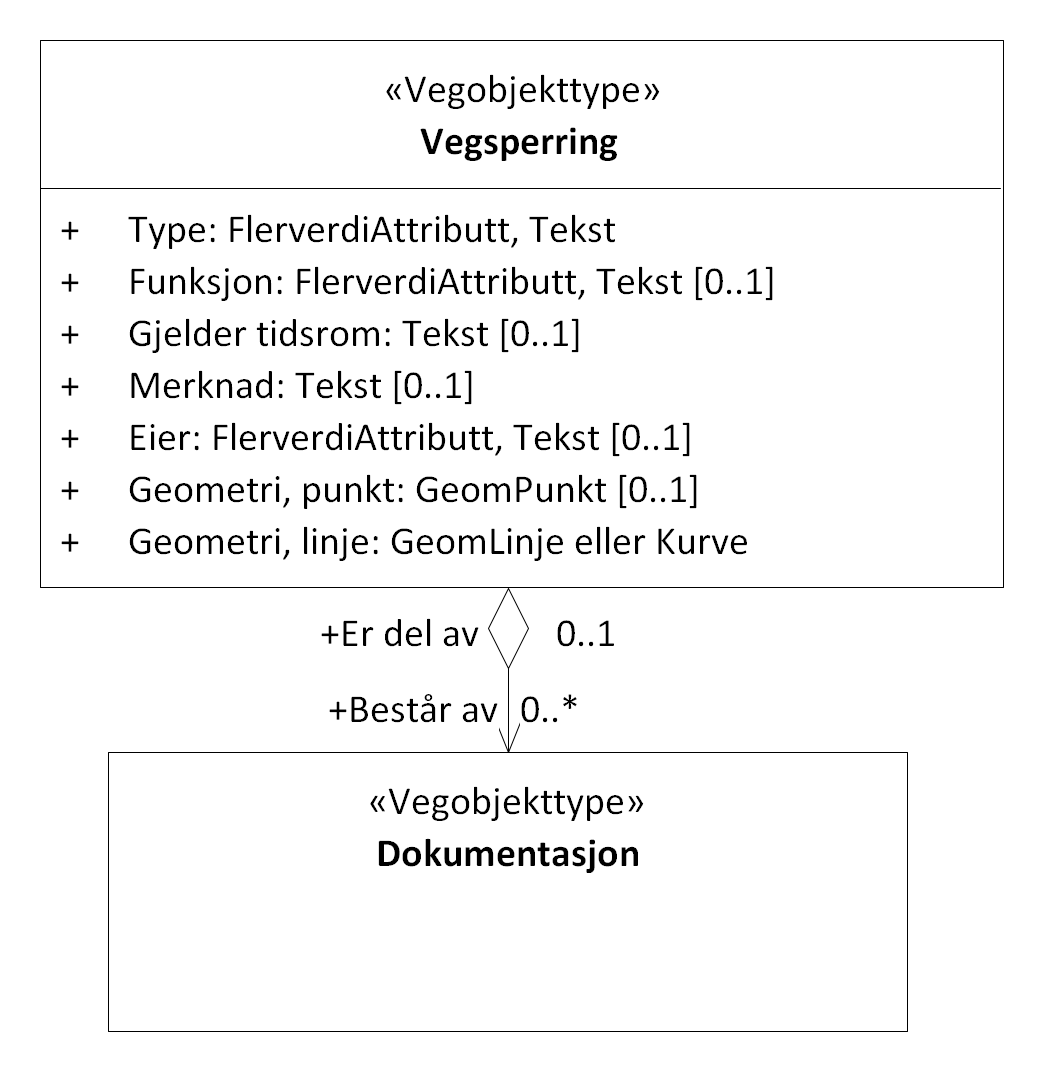 «Vegobjekttype»
Vegsperring
+ Type: FlerverdiAttributt, Tekst
+ Funksjon: FlerverdiAttributt, Tekst [0..1]
+ Gjelder tidsrom: Tekst [0..1]
+ Merknad: Tekst [0..1]
+ Eier: FlerverdiAttributt, Tekst [0..1]
+ Geometri, punkt: GeomPunkt [0..1]
+ Geometri, linje: GeomLinje eller Kurve
+Er del av 0..1
+Består av 0..*
«Vegobjekttype»
Dokumentasjon